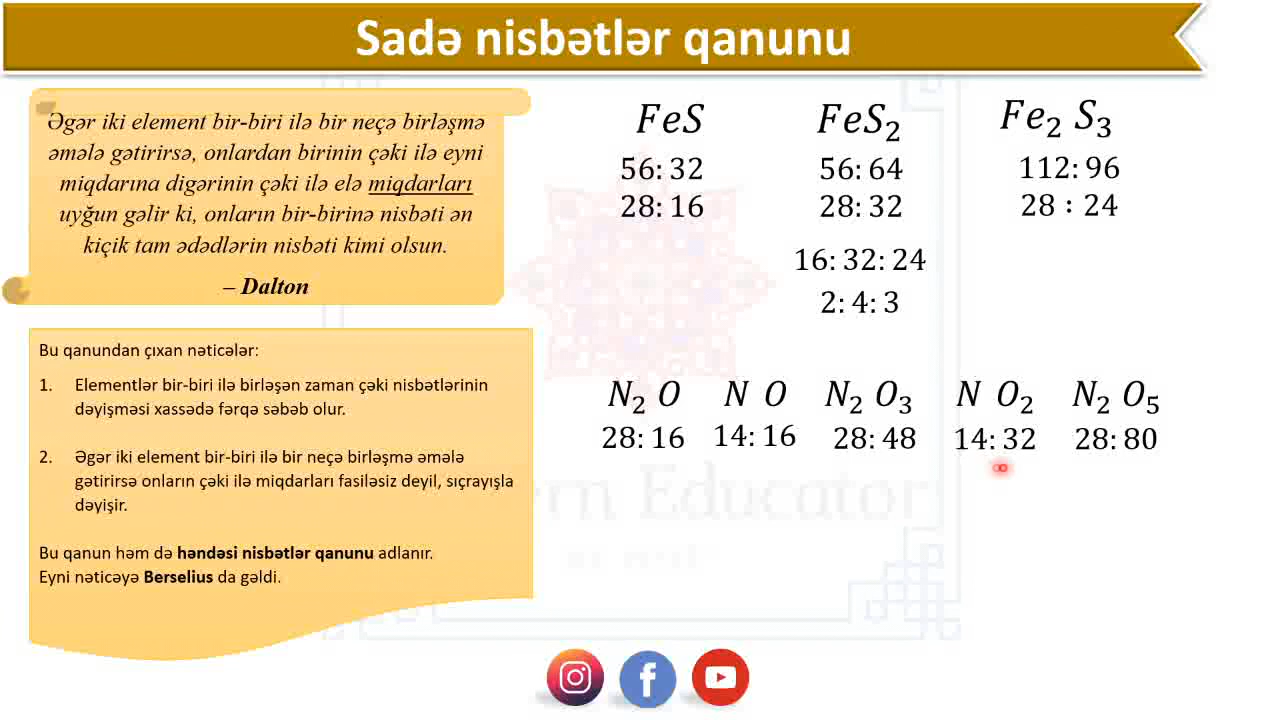 Sadə nisbətlər qanunu
Əgər iki element bir-biri ilə bir neçə birləşmə
əmələ gətirirsə, onlardan birinin çəki ilə eyni
miqdarına digərinin çəki ilə elə miqdarları
uyğun gəlir ki, onların bir-birinə nisbəti ən
kiçik tam ədədlərin nisbəti kimi olsun.
– Dalton
Bu qanundan çıxan nəticələr:
1. Elementlər bir-biri ilə birləşən zaman çəki nisbətlərinin
dəyişməsi xassədə fərqə səbəb olur.
2. Əgər iki element bir-biri ilə bir neçə birləşmə əmələ
gətirirsə onların çəki ilə miqdarları fasiləsiz deyil, sıçrayışla
dəyişir.
Bu qanun həm də həndəsi nisbətlər qanunu adlanır.
Eyni nəticəyə Berselius da gəldi.
FeS FeS₂ Fe₂ S₃
56: 32 56: 64 112: 96
28: 16 28: 32 28 : 24
16: 32: 24
2: 4: 3
N₂ O N O N₂ O₃ N O₂ N₂ O₅
28: 16 14: 16 28: 48 14: 32 28: 80
ern Educator